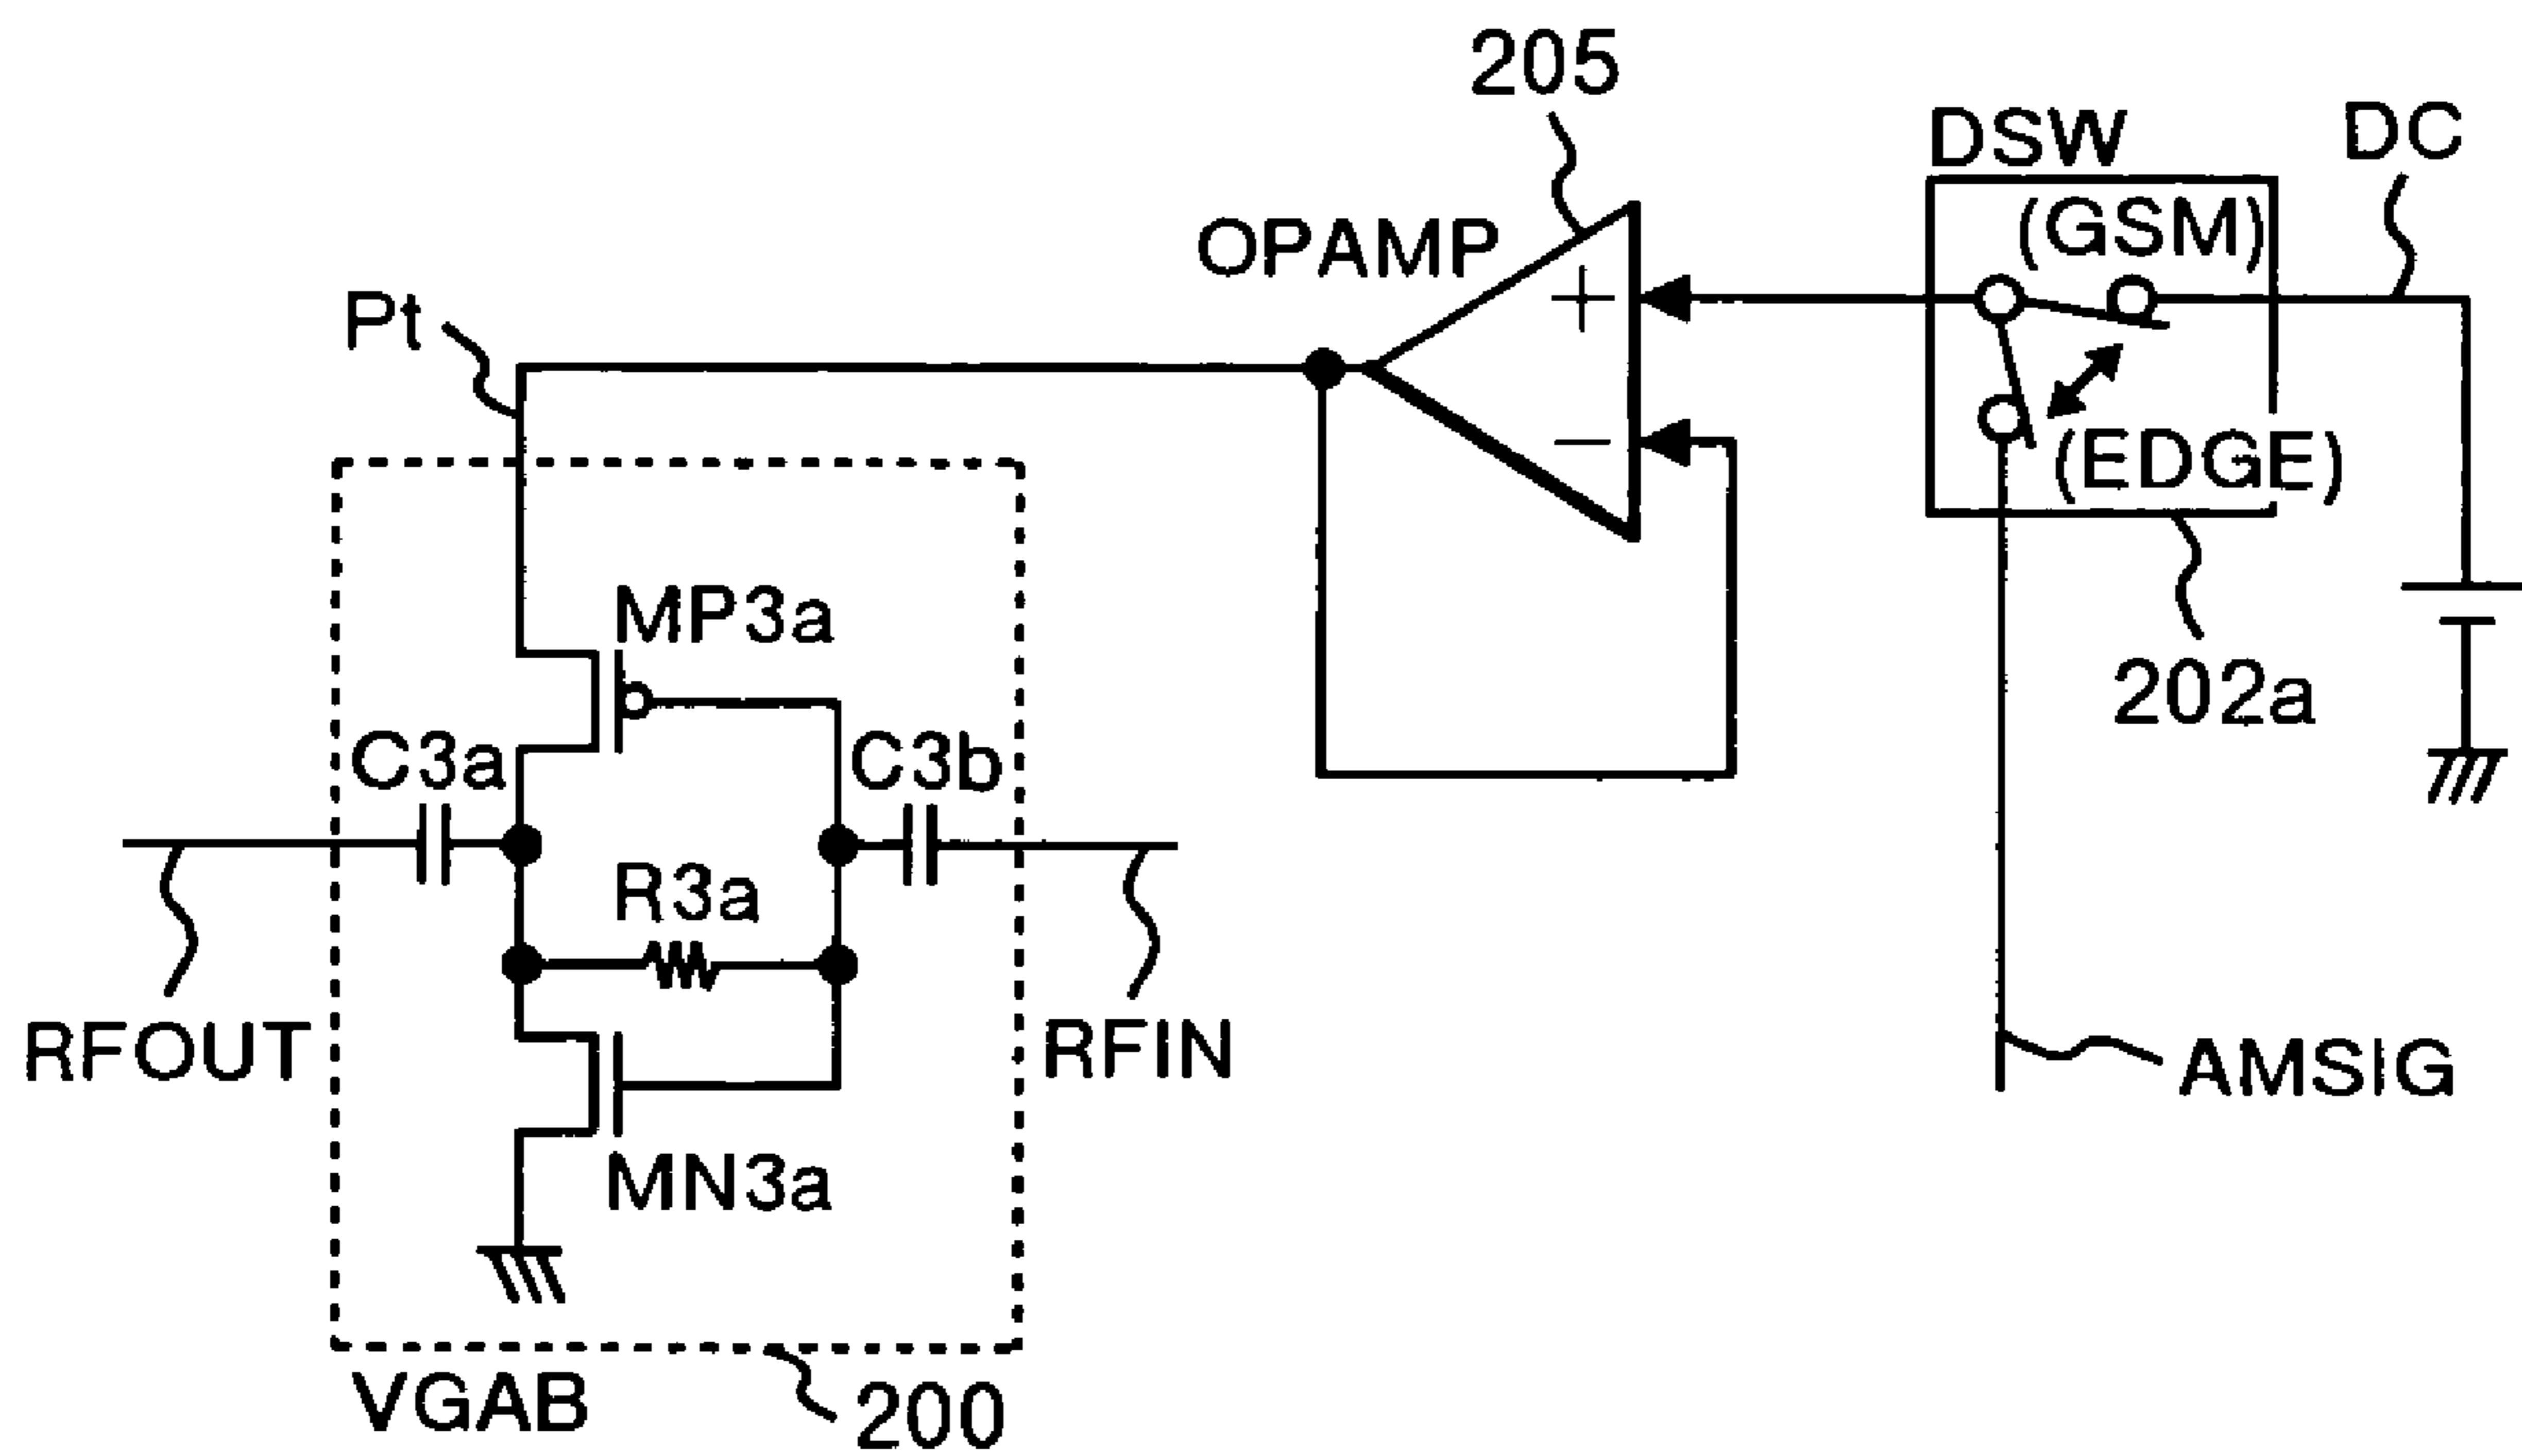 205
DSW
DC
(GSM)
OPAMP
+
Pt
−
(EDGE)
MP3a
202a
C3a
C3b
R3a
RFOUT
RFIN
AMSIG
MN3a
VGAB
200